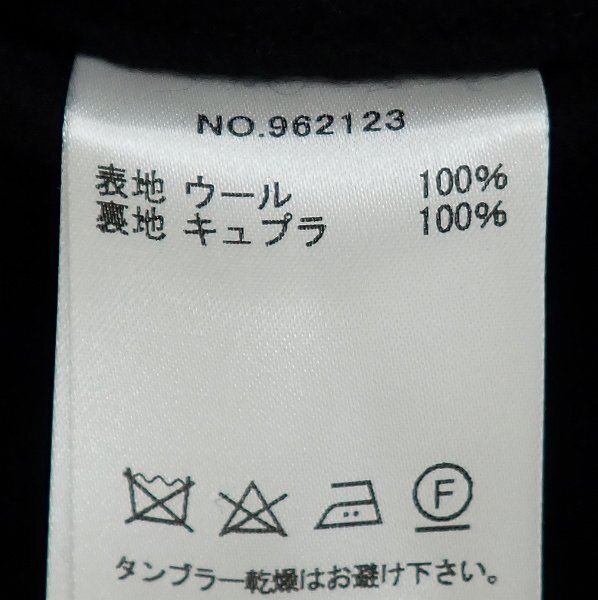 NO.962123
表地 ウール 100%
裏地 キュプラ 100%
F
タンブラー乾燥はお避け下さい。